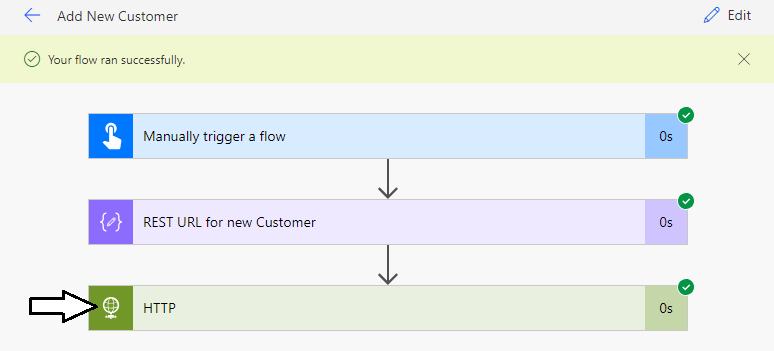 Add New Customer
Edit
Your flow ran successfully.
Manually trigger a flow
0s
REST URL for new Customer
0s
HTTP
0s